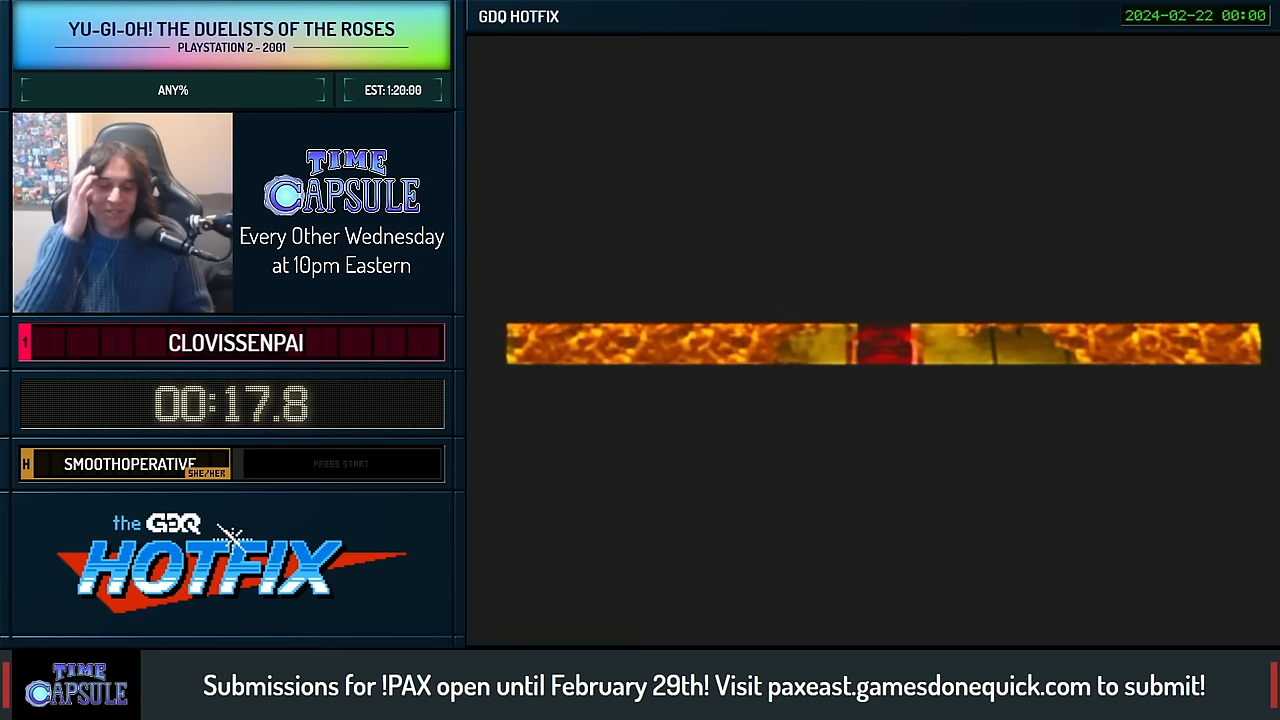 YU-GI-OH! THE DUELISTS OF THE ROSES
PLAYSTATION 2 - 2001
ANY%
EST: 1:20:00
GDQ HOTFIX
2024-02-22 00:00
TIME
CAPSULE
Every Other Wednesday
at 10pm Eastern
1
CLOVISSENPAI
00:17.8
H
SMOOTHOPERATIVE
SHE/HER
PRESS START
the GDQ
HOTFIX
TIME
CAPSULE
Submissions for !PAX open until February 29th! Visit paxeast.gamesdonequick.com to submit!